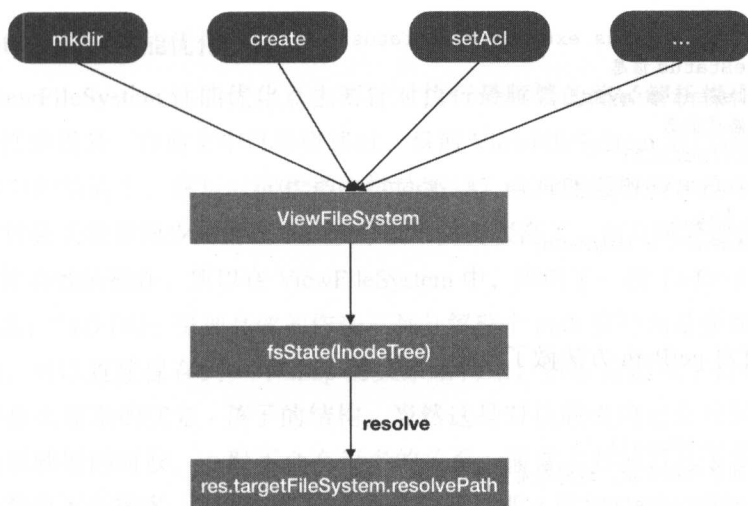 mkdir
create
setAcl
...
ViewFileSystem
fsState(InodeTree)
resolve
res.targetFileSystem.resolvePath